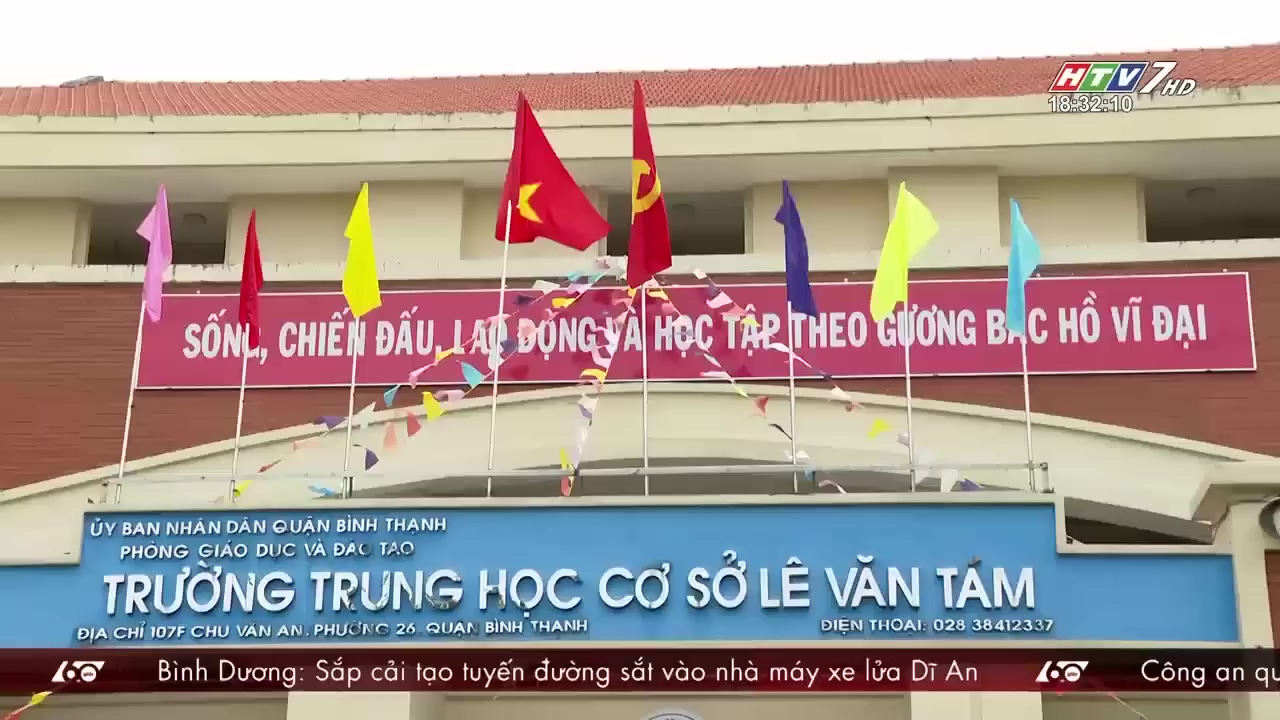 HTV7 HD
18:32:10
SỐNG, CHIẾN ĐẤU, LAO ĐỘNG VÀ HỌC TẬP THEO GƯƠNG BÁC HỒ VĨ ĐẠI
ỦY BAN NHÂN DÂN QUẬN BÌNH THẠNH
PHÒNG GIÁO DỤC VÀ ĐÀO TẠO
TRƯỜNG TRUNG HỌC CƠ SỞ LÊ VĂN TÁM
ĐỊA CHỈ 107F CHU VĂN AN. PHƯỜNG 26 QUẬN BÌNH THẠNH
ĐIỆN THOẠI: 028 38412337
60 Bình Dương: Sắp cải tạo tuyến đường sắt vào nhà máy xe lửa Dĩ An 60 Công an qu